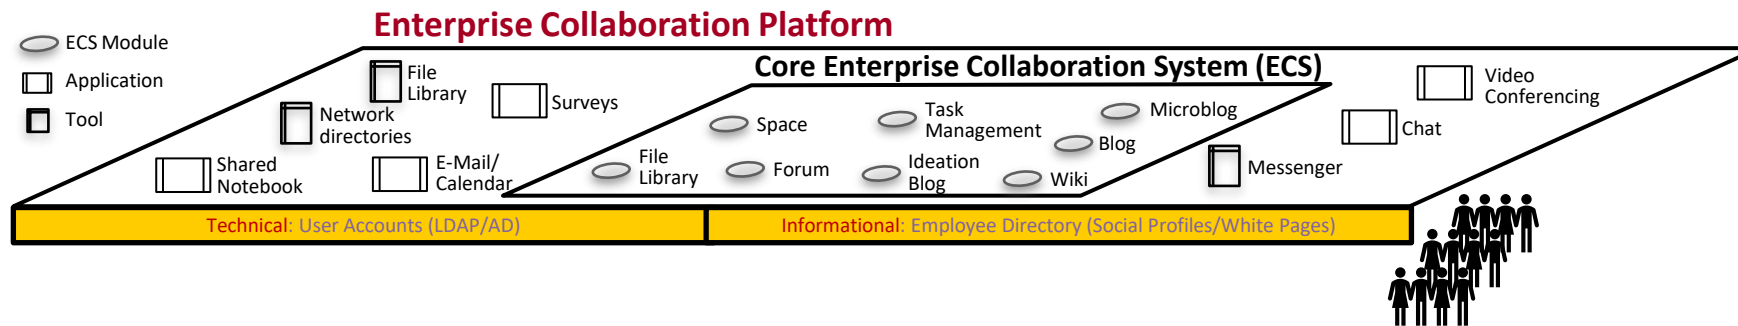 Enterprise Collaboration Platform
ECS Module
Application
Tool
Core Enterprise Collaboration System (ECS)
File
Library
Surveys
Network
directories
Shared
Notebook
E-Mail/
Calendar
Space
Task
Management
Microblog
Blog
File
Library
Forum
Ideation
Blog
Wiki
Video
Conferencing
Chat
Messenger
Technical: User Accounts (LDAP/AD)
Informational: Employee Directory (Social Profiles/White Pages)